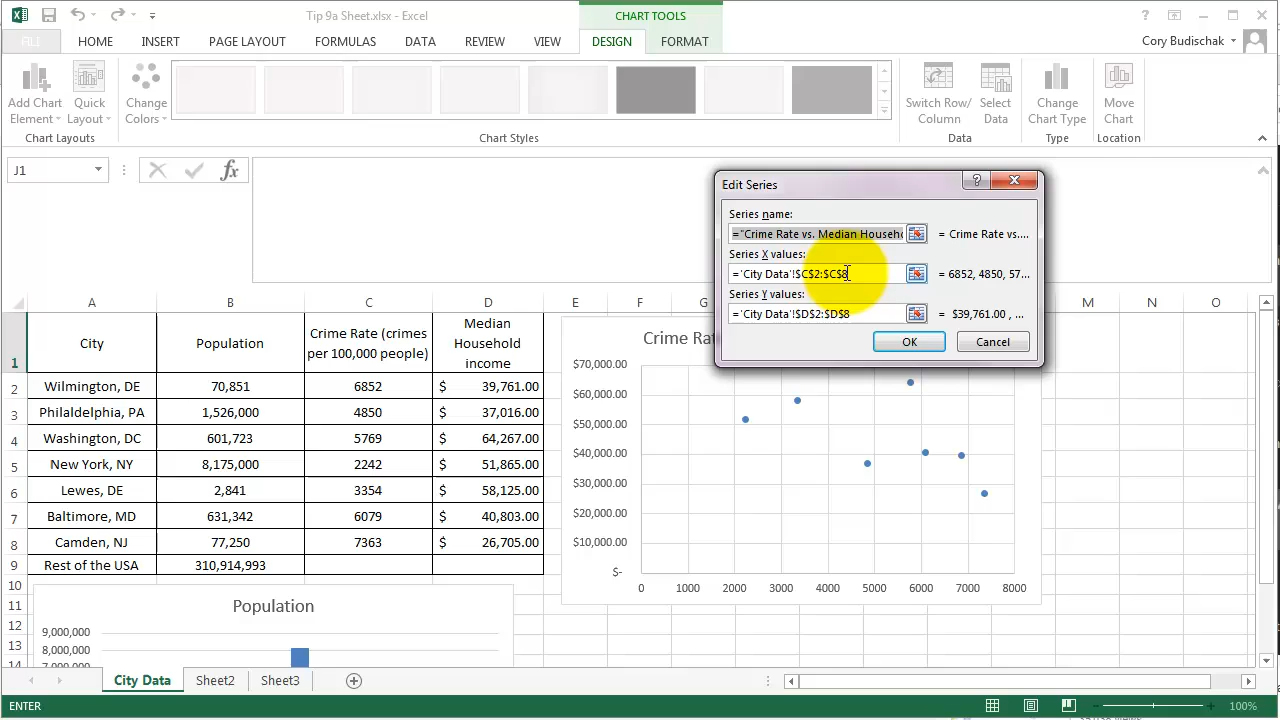 Tip 9a Sheet.xlsx - Excel
CHART TOOLS
?
FILE HOME INSERT PAGE LAYOUT FORMULAS DATA REVIEW VIEW DESIGN FORMAT
Cory Budischak
Add Chart Element
Quick Layout
Change Colors
Switch Row/ Column
Select Data
Change Chart Type
Move Chart
Chart Layouts
Chart Styles
Data
Type
Location
J1
fx
Edit Series
?
Series name:
="Crime Rate vs. Median Househo
= Crime Rate vs....
Series X values:
='City Data'!$C$2:$C$8
= 6852, 4850, 57...
Series Y values:
='City Data'!$D$2:$D$8
= $39,761.00 , ...
OK
Cancel
A B C D E F G M N O
1 City Population Crime Rate (crimes per 100,000 people) Median Household income
2 Wilmington, DE 70,851 6852 $ 39,761.00
3 Philaldelphia, PA 1,526,000 4850 $ 37,016.00
4 Washington, DC 601,723 5769 $ 64,267.00
5 New York, NY 8,175,000 2242 $ 51,865.00
6 Lewes, DE 2,841 3354 $ 58,125.00
7 Baltimore, MD 631,342 6079 $ 40,803.00
8 Camden, NJ 77,250 7363 $ 26,705.00
9 Rest of the USA 310,914,993
10
11
12
13
14
Crime Rat
$70,000.00
$60,000.00
$50,000.00
$40,000.00
$30,000.00
$20,000.00
$10,000.00
$-
0 1000 2000 3000 4000 5000 6000 7000 8000
Population
9,000,000
8,000,000
City Data Sheet2 Sheet3
ENTER
100%